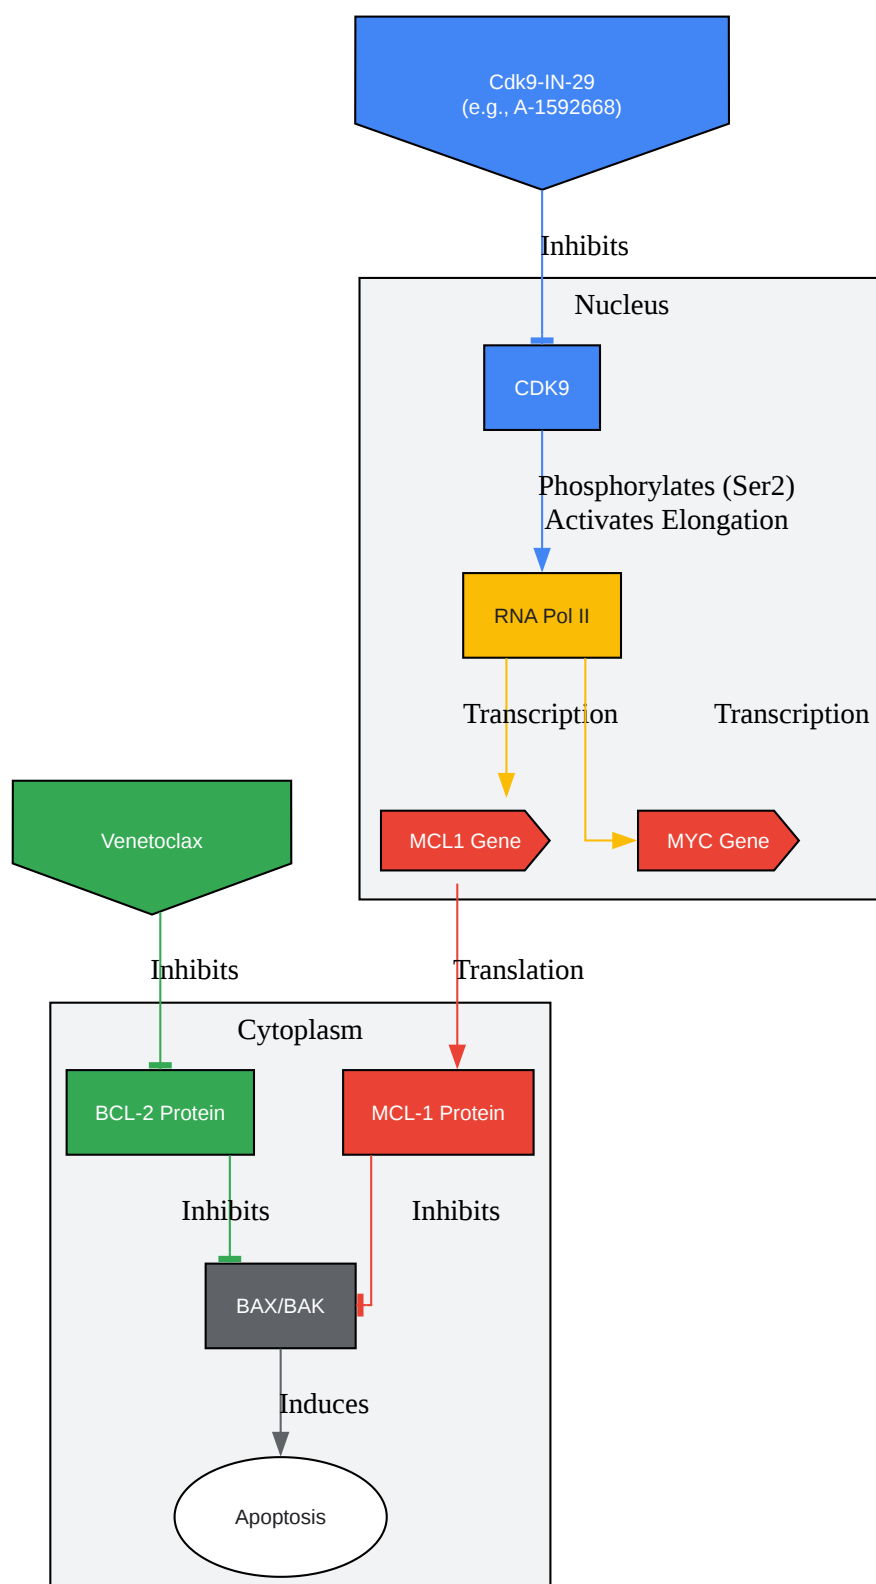 Cdk9-IN-29
(e.g., A-1592668)
Inhibits
Nucleus
CDK9
Phosphorylates (Ser2)
Activates Elongation
RNA Pol II
Transcription
Transcription
MCL1 Gene
MYC Gene
Venetoclax
Inhibits
Translation
Cytoplasm
BCL-2 Protein
MCL-1 Protein
Inhibits
Inhibits
BAX/BAK
Induces
Apoptosis